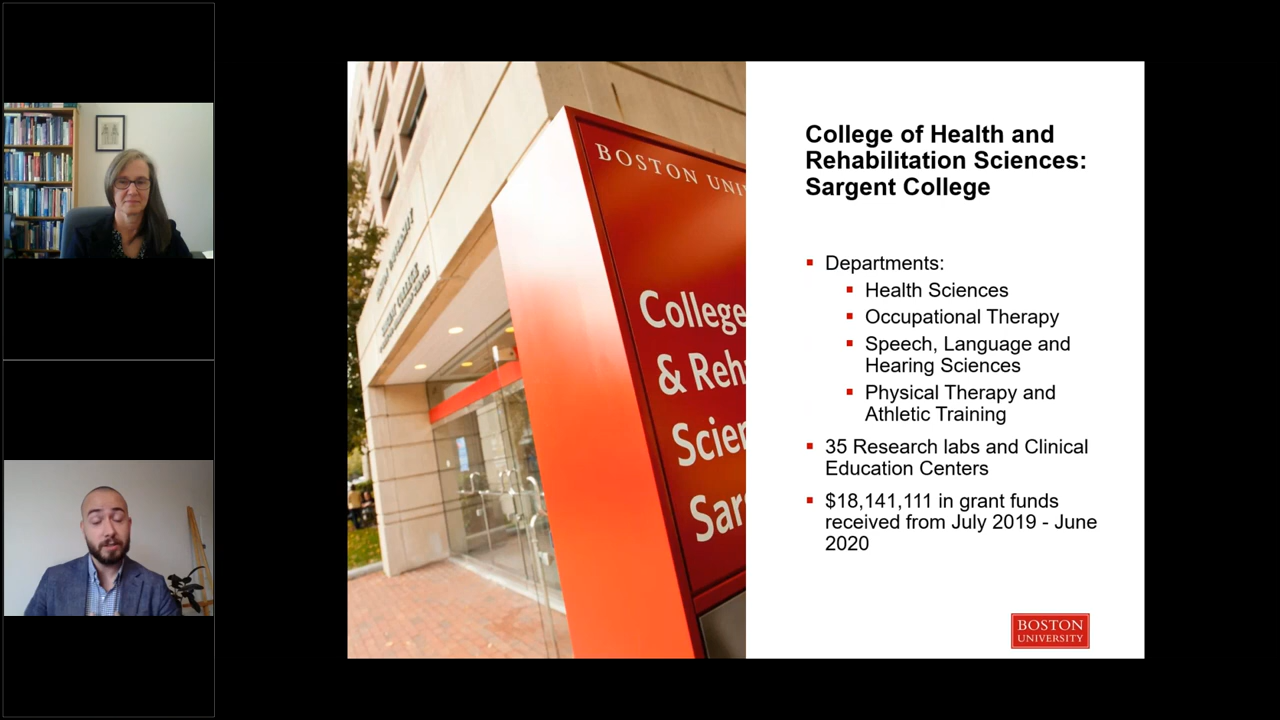 BOSTON UNI
College
& Reh
Scien
Sar
College of Health and
Rehabilitation Sciences:
Sargent College
Departments:
Health Sciences
Occupational Therapy
Speech, Language and
Hearing Sciences
Physical Therapy and
Athletic Training
35 Research labs and Clinical
Education Centers
$18,141,111 in grant funds
received from July 2019 - June
2020
BOSTON
UNIVERSITY